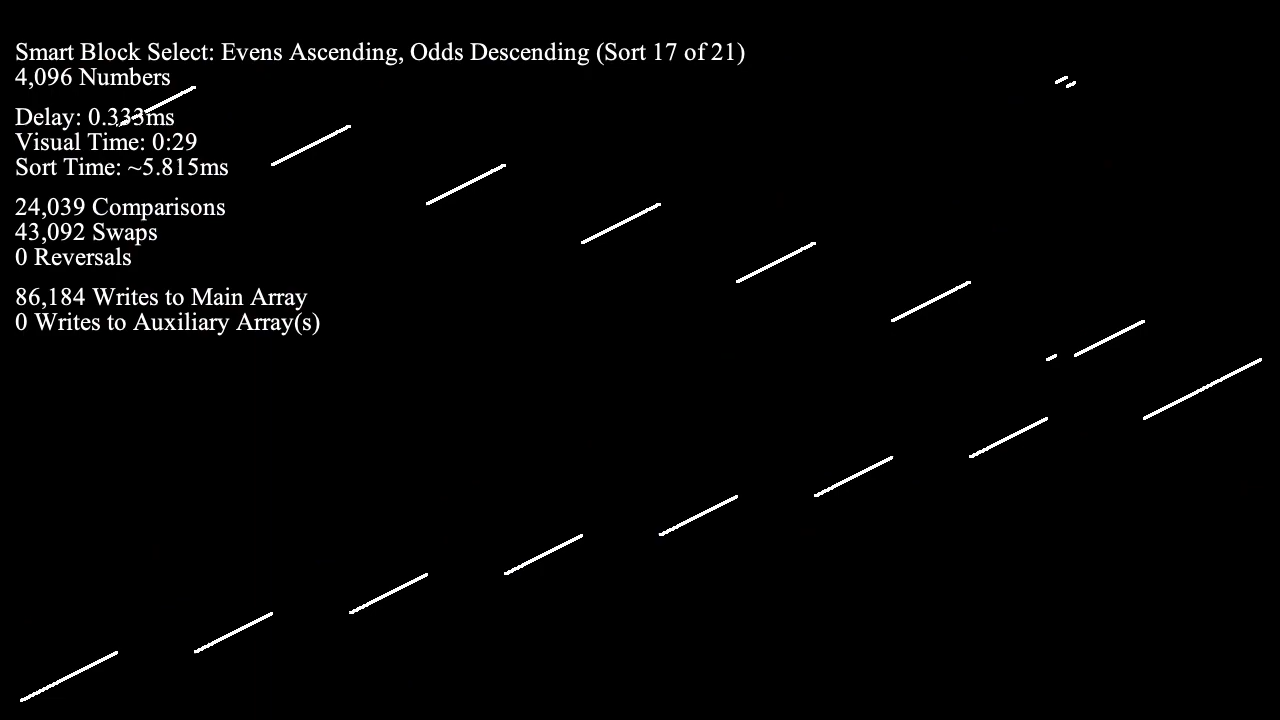 Smart Block Select: Evens Ascending, Odds Descending (Sort 17 of 21)
4,096 Numbers
Delay: 0.333ms
Visual Time: 0:29
Sort Time: ~5.815ms
24,039 Comparisons
43,092 Swaps
0 Reversals
86,184 Writes to Main Array
0 Writes to Auxiliary Array(s)